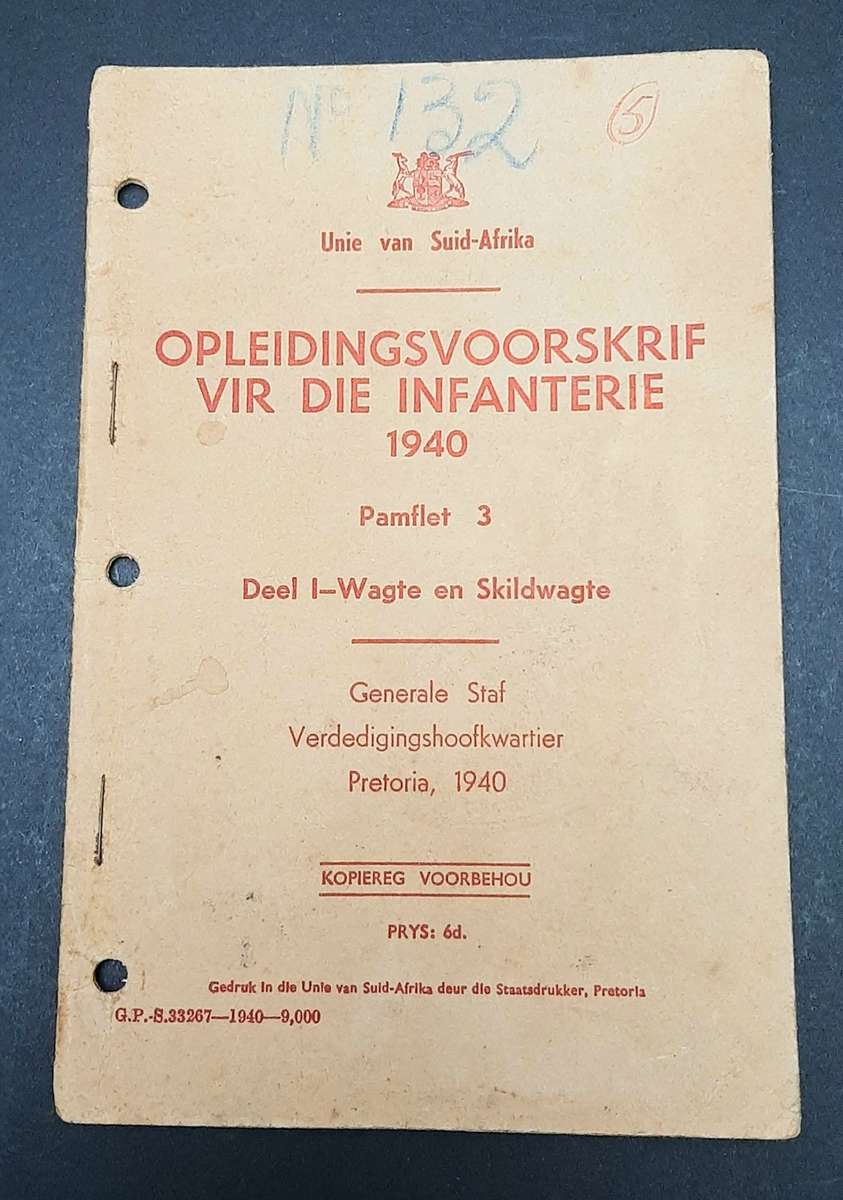 Nº 132
5
Unie van Suid-Afrika
OPLEIDINGSVOORSKRIF
VIR DIE INFANTERIE
1940
Pamflet 3
Deel I—Wagte en Skildwagte
Generale Staf
Verdedigingshoofkwartier
Pretoria, 1940
KOPIEREG VOORBEHOU
PRYS: 6d.
Gedruk in die Unie van Suid-Afrika deur die Staatsdrukker, Pretoria
G.P.-S.33267—1940—9,000